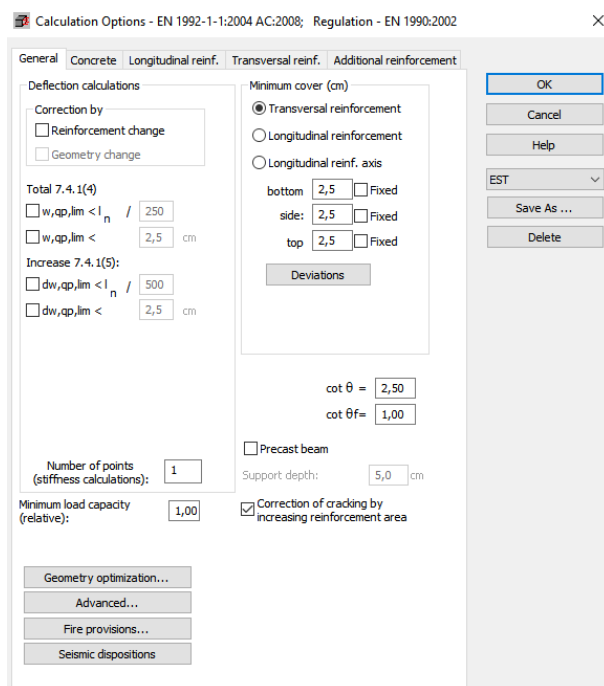 Calculation Options - EN 1992-1-1:2004 AC:2008; Regulation - EN 1990:2002
General Concrete Longitudinal reinf. Transversal reinf. Additional reinforcement
Deflection calculations
Correction by
Reinforcement change
Geometry change
Total 7.4.1(4)
w,qp,lim < l n / 250
w,qp,lim < 2,5 cm
Increase 7.4.1(5):
dw,qp,lim < l n / 500
dw,qp,lim < 2,5 cm
Number of points
(stiffness calculations): 1
Minimum load capacity
(relative): 1,00
Geometry optimization...
Advanced...
Fire provisions...
Seismic dispositions
Minimum cover (cm)
Transversal reinforcement
Longitudinal reinforcement
Longitudinal reinf. axis
bottom 2,5 Fixed
side: 2,5 Fixed
top 2,5 Fixed
Deviations
cot θ = 2,50
cot θf= 1,00
Precast beam
Support depth: 5,0 cm
Correction of cracking by
increasing reinforcement area
OK
Cancel
Help
EST
Save As ...
Delete